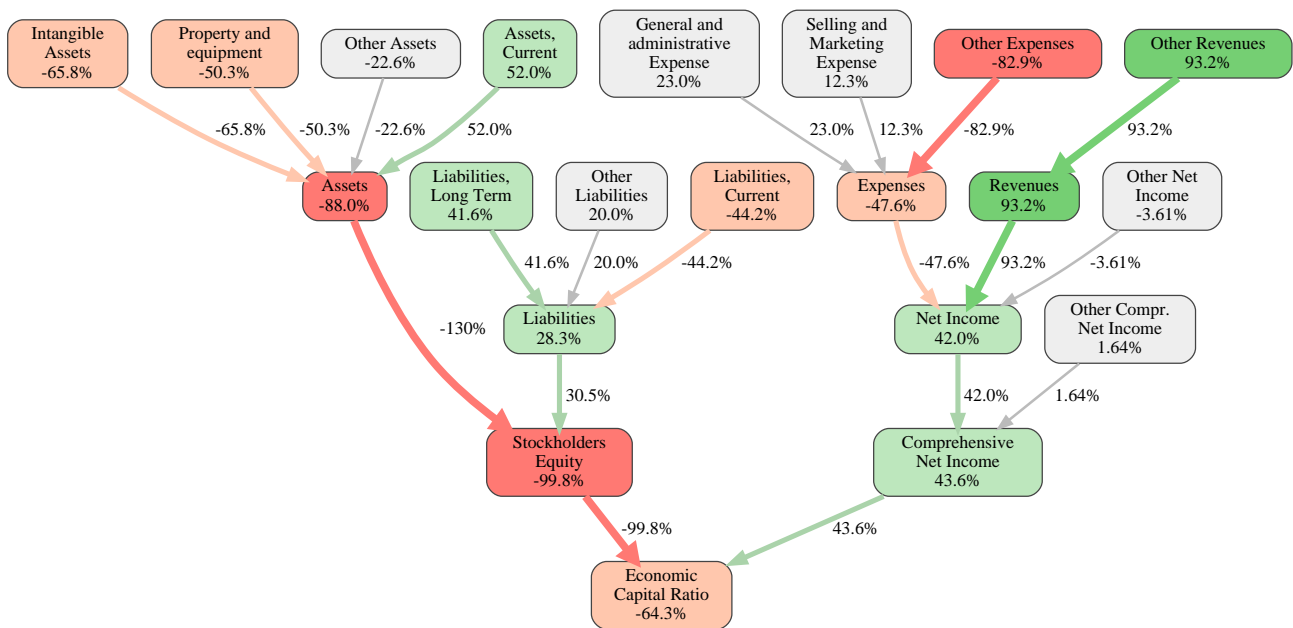 Intangible
Assets
-65.8%
Property and
equipment
-50.3%
Other Assets
-22.6%
Assets,
Current
52.0%
General and
administrative
Expense
23.0%
Selling and
Marketing
Expense
12.3%
Other Expenses
-82.9%
Other Revenues
93.2%
-65.8%
-50.3%
-22.6%
52.0%
23.0%
12.3%
-82.9%
93.2%
Assets
-88.0%
Liabilities,
Long Term
41.6%
Other
Liabilities
20.0%
Liabilities,
Current
-44.2%
Expenses
-47.6%
Revenues
93.2%
Other Net
Income
-3.61%
41.6%
20.0%
-44.2%
-47.6%
93.2%
-3.61%
-130%
Liabilities
28.3%
Net Income
42.0%
Other Compr.
Net Income
1.64%
30.5%
42.0%
1.64%
Stockholders
Equity
-99.8%
Comprehensive
Net Income
43.6%
-99.8%
43.6%
Economic
Capital Ratio
-64.3%